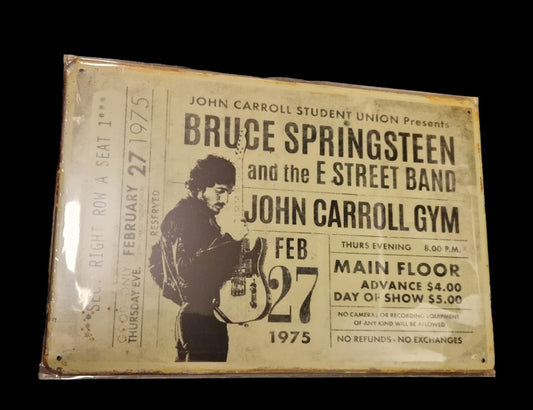 JOHN CARROLL STUDENT UNION Presents
BRUCE SPRINGSTEEN
and the E STREET BAND
JOHN CARROLL GYM
FEB
27
1975
THURS EVENING 8.00 P.M.
MAIN FLOOR
ADVANCE $4.00
DAY OF SHOW $5.00
NO CAMERAS OR RECORDING EQUIPMENT
OF ANY KIND WILL BE ALLOWED
NO REFUNDS - NO EXCHANGES
SEC. RIGHT ROW A SEAT 1***
THURSDAY EVE. FEBRUARY 27 1975
RESERVED